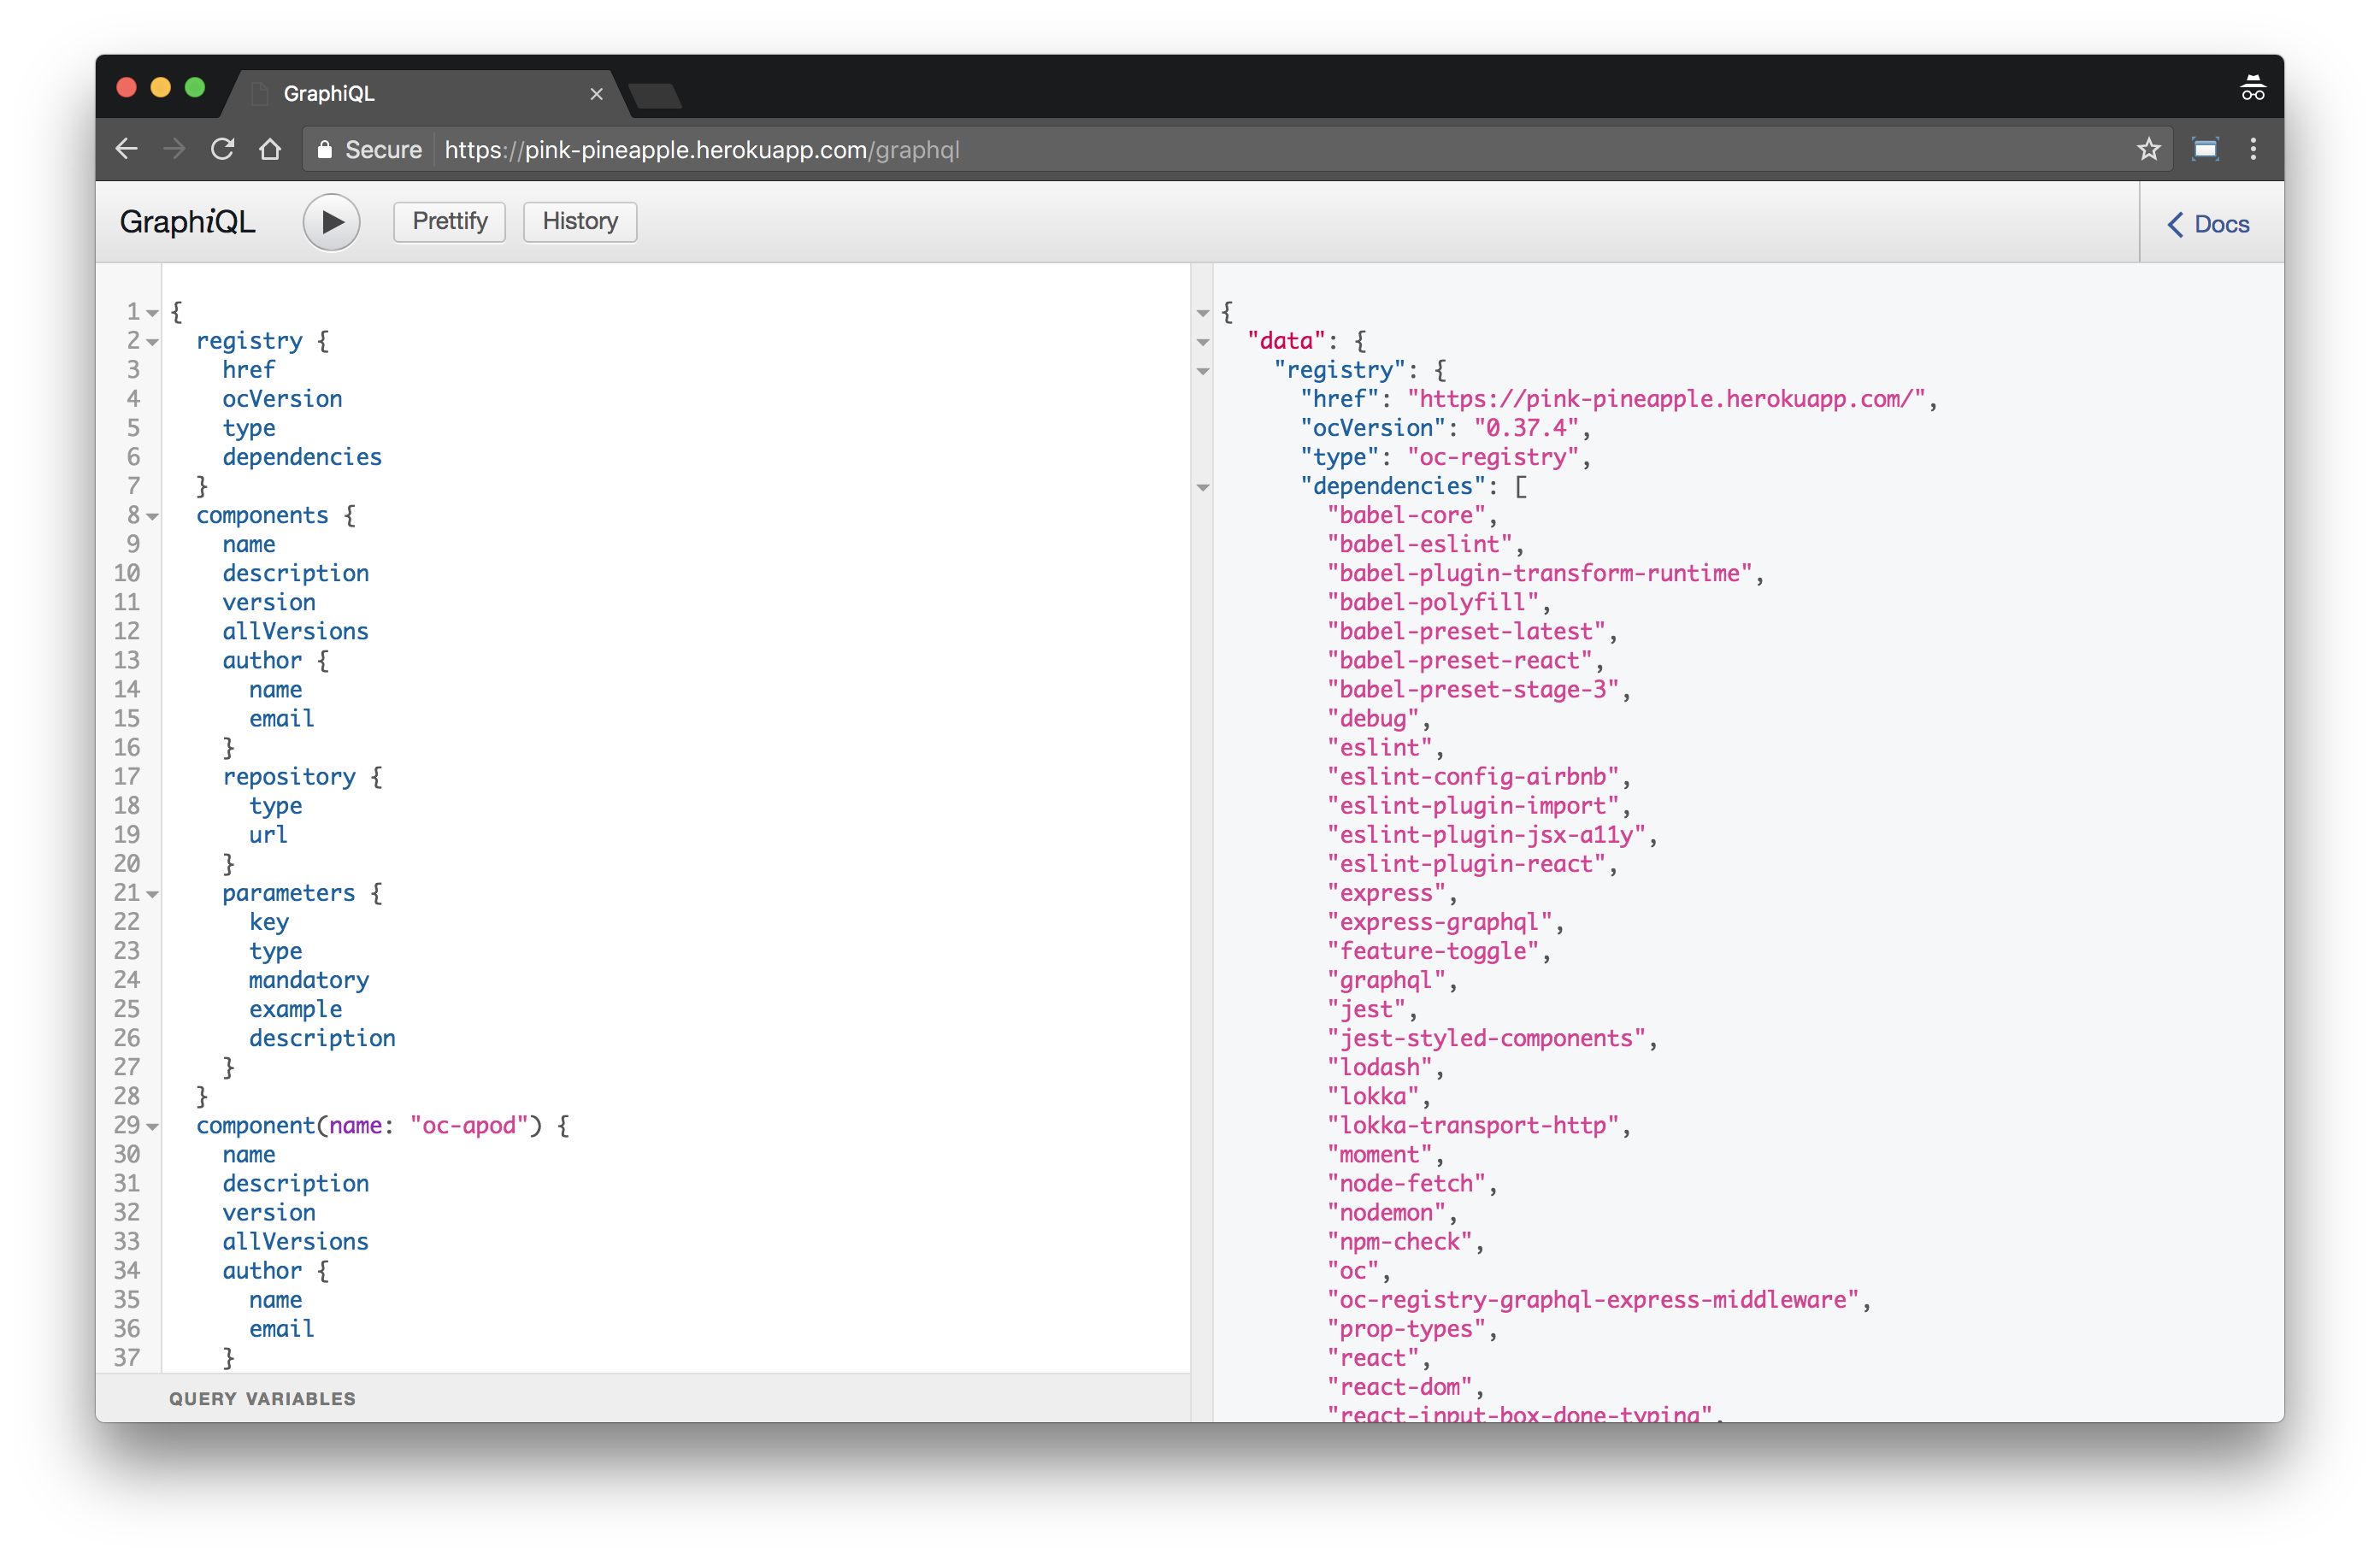 GraphiQL
Secure https://pink-pineapple.herokuapp.com/graphql
GraphiQL Prettify History Docs
1 {
2 registry {
3 href
4 ocVersion
5 type
6 dependencies
7 }
8 components {
9 name
10 description
11 version
12 allVersions
13 author {
14 name
15 email
16 }
17 repository {
18 type
19 url
20 }
21 parameters {
22 key
23 type
24 mandatory
25 example
26 description
27 }
28 }
29 component(name: "oc-apod") {
30 name
31 description
32 version
33 allVersions
34 author {
35 name
36 email
37 }
QUERY VARIABLES
{
"data": {
"registry": {
"href": "https://pink-pineapple.herokuapp.com/",
"ocVersion": "0.37.4",
"type": "oc-registry",
"dependencies": [
"babel-core",
"babel-eslint",
"babel-plugin-transform-runtime",
"babel-polyfill",
"babel-preset-latest",
"babel-preset-react",
"babel-preset-stage-3",
"debug",
"eslint",
"eslint-config-airbnb",
"eslint-plugin-import",
"eslint-plugin-jsx-a11y",
"eslint-plugin-react",
"express",
"express-graphql",
"feature-toggle",
"graphql",
"jest",
"jest-styled-components",
"lodash",
"lokka",
"lokka-transport-http",
"moment",
"node-fetch",
"nodemon",
"npm-check",
"oc",
"oc-registry-graphql-express-middleware",
"prop-types",
"react",
"react-dom",
"react-input-box-done-typing",